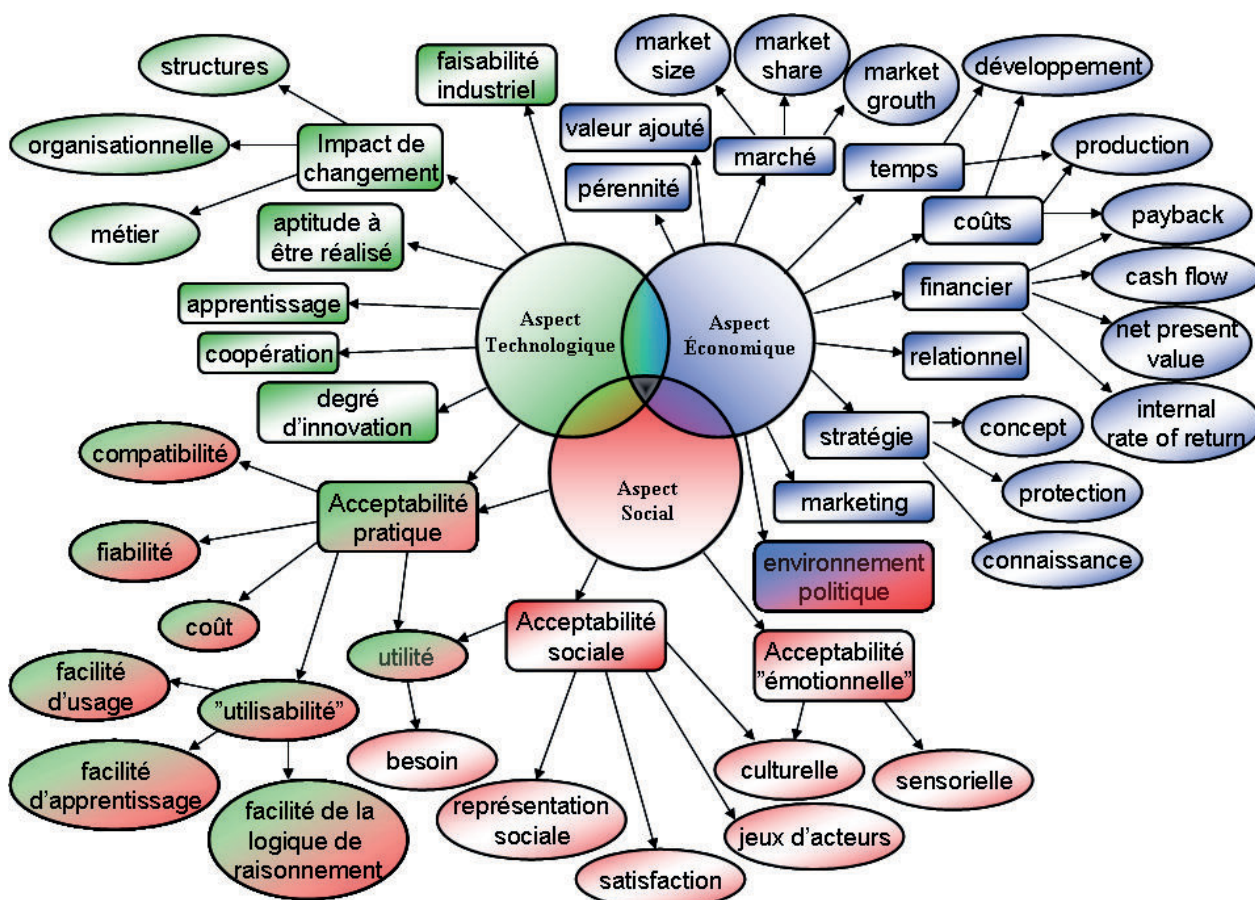 structures
organisationnelle
métier
Impact de
changement
faisabilité
industriel
aptitude à
être réalisé
apprentissage
coopération
degré
d'innovation
Aspect
Technologique
market
size
market
share
market
grouth
valeur ajouté
marché
pérennité
temps
développement
production
coûts
payback
financier
cash flow
net present
value
internal
rate of return
relationnel
Aspect
Économique
stratégie
concept
protection
connaissance
marketing
environnement
politique
Aspect
Social
compatibilité
Acceptabilité
pratique
fiabilité
coût
utilité
facilité
d'usage
"utilisabilité"
facilité
d'apprentissage
facilité de la
logique de
raisonnement
besoin
Acceptabilité
sociale
Acceptabilité
"émotionnelle"
représentation
sociale
satisfaction
jeux d'acteurs
culturelle
sensorielle